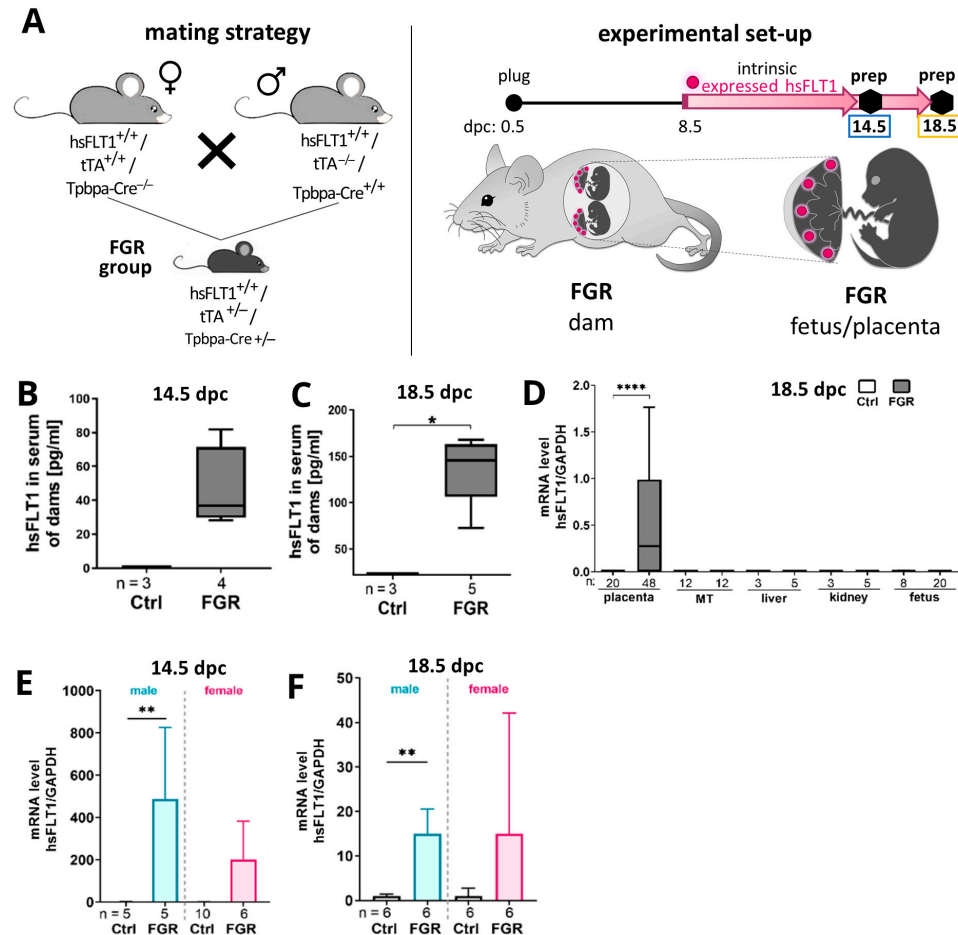 A
mating strategy
♀
♂
hsFLT1+/+/
tTA+/+/
Tpbpa-Cre–/–
hsFLT1+/+/
tTA–/–/
Tpbpa-Cre+/+
FGR
group
hsFLT1+/+/
tTA+/–/
Tpbpa-Cre+/–
experimental set-up
plug
intrinsic
expressed hsFLT1
prep
prep
dpc: 0.5
8.5
14.5
18.5
FGR
dam
FGR
fetus/placenta
B
14.5 dpc
hsFLT1 in serum
of dams [pg/ml]
100
80
60
40
20
0
n = 3
4
Ctrl
FGR
C
18.5 dpc
hsFLT1 in serum
of dams [pg/ml]
200
150
100
50
*
n = 3
5
Ctrl
FGR
D
18.5 dpc
Ctrl
FGR
mRNA level
hsFLT1/GAPDH
2.0
1.5
1.0
0.5
0.0
****
n: 20 48 12 12 3 5 3 5 8 20
placenta MT liver kidney fetus
E
14.5 dpc
male
female
mRNA level
hsFLT1/GAPDH
1000
800
600
400
200
0
**
n = 5 5 10 6
Ctrl FGR Ctrl FGR
F
18.5 dpc
male
female
mRNA level
hsFLT1/GAPDH
50
40
30
20
10
0
**
n = 6 6 6 6
Ctrl FGR Ctrl FGR